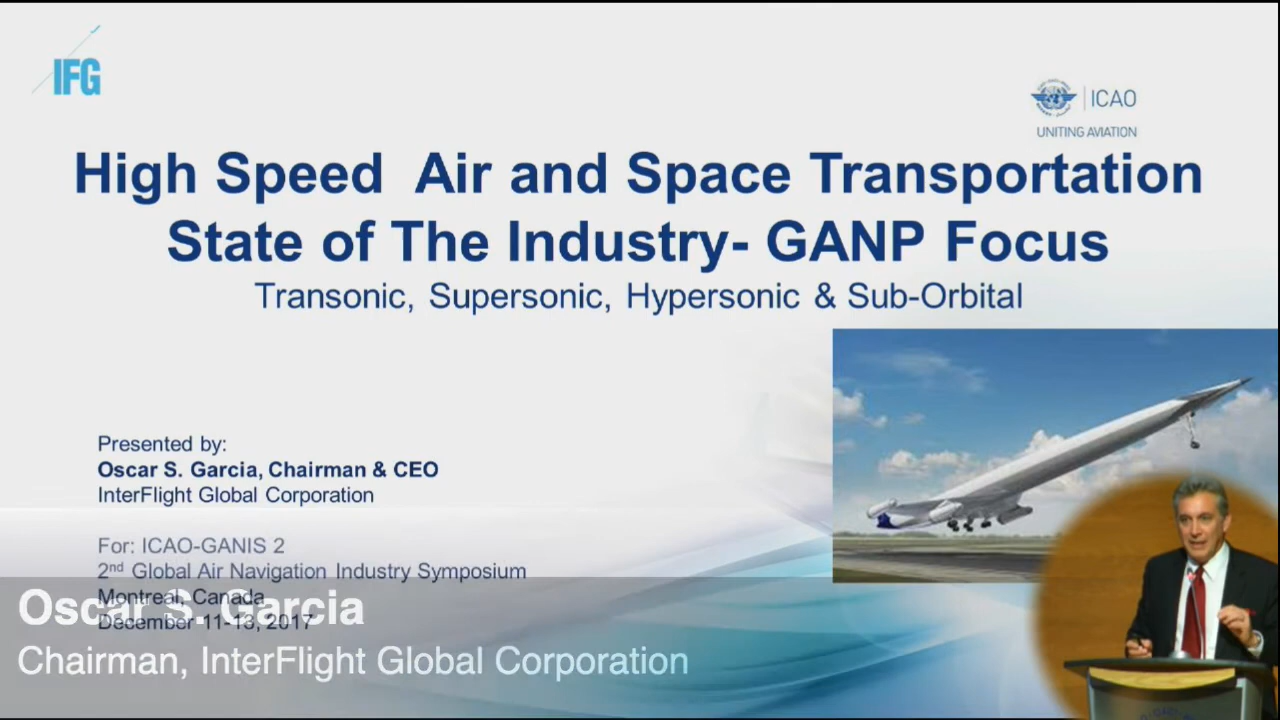 IFG
ICAO
UNITING AVIATION
High Speed Air and Space Transportation
State of The Industry- GANP Focus
Transonic, Supersonic, Hypersonic & Sub-Orbital
Presented by:
Oscar S. Garcia, Chairman & CEO
InterFlight Global Corporation
For: ICAO-GANIS 2
2nd Global Air Navigation Industry Symposium
Montreal, Canada
December 11-13, 2017
Oscar S. Garcia
Chairman, InterFlight Global Corporation